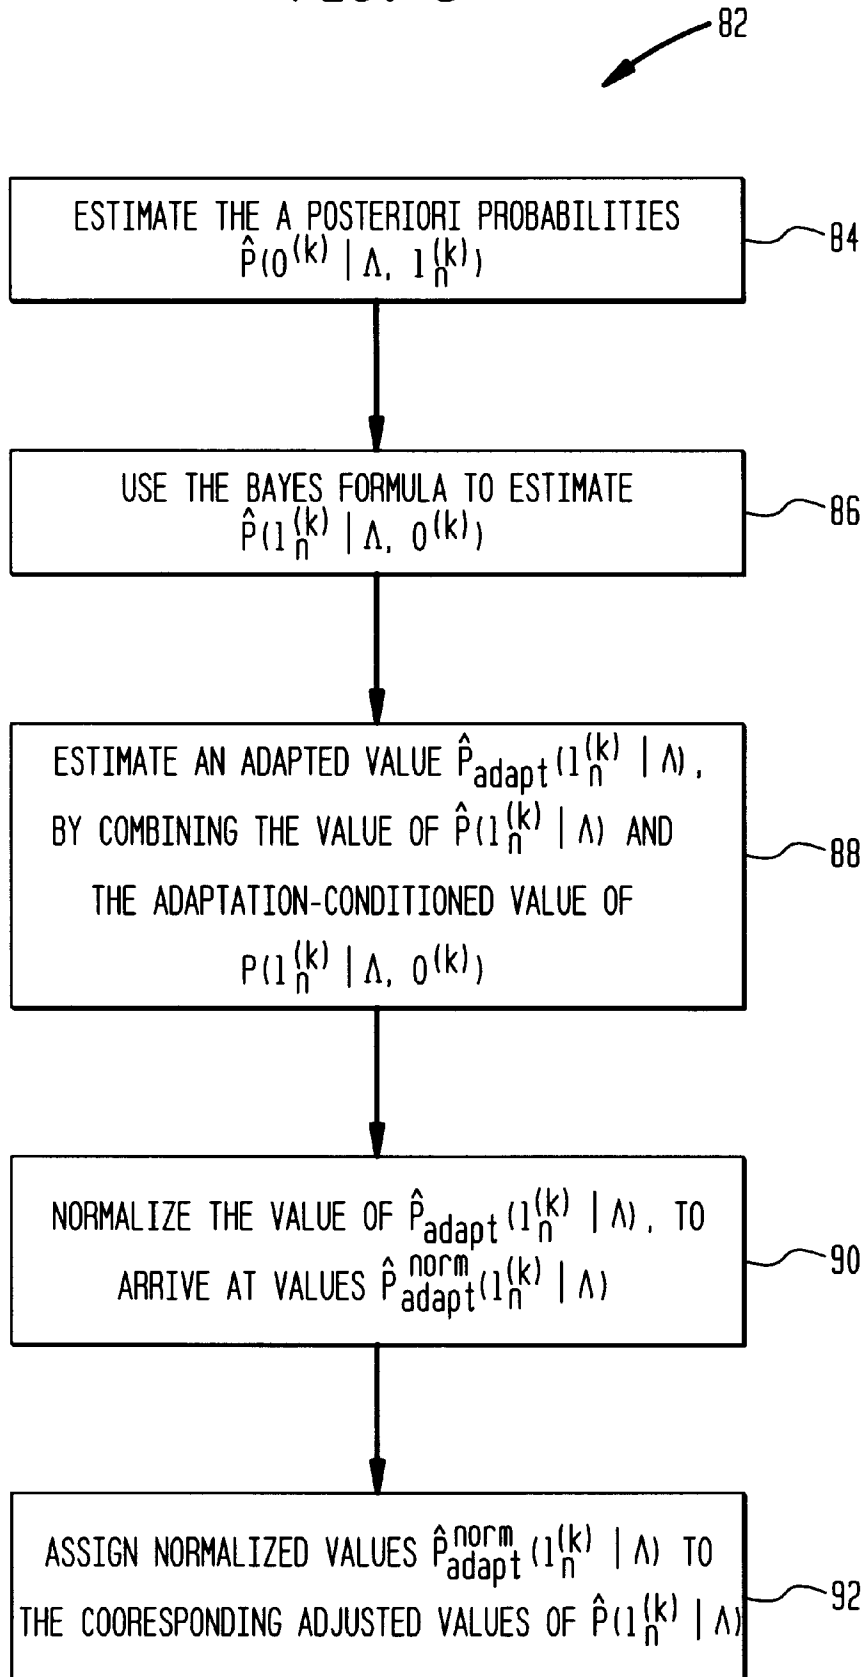 82
ESTIMATE THE A POSTERIORI PROBABILITIES
P̂(O^(k) | Λ, l_n^(k))
84
USE THE BAYES FORMULA TO ESTIMATE
P̂(l_n^(k) | Λ, O^(k))
86
ESTIMATE AN ADAPTED VALUE P̂_adapt(l_n^(k) | Λ),
BY COMBINING THE VALUE OF P̂(l_n^(k) | Λ) AND
THE ADAPTATION-CONDITIONED VALUE OF
P(l_n^(k) | Λ, O^(k))
88
NORMALIZE THE VALUE OF P̂_adapt(l_n^(k) | Λ), TO
ARRIVE AT VALUES P̂_adapt^norm(l_n^(k) | Λ)
90
ASSIGN NORMALIZED VALUES P̂_adapt^norm(l_n^(k) | Λ) TO
THE COORESPONDING ADJUSTED VALUES OF P̂(l_n^(k) | Λ)
92